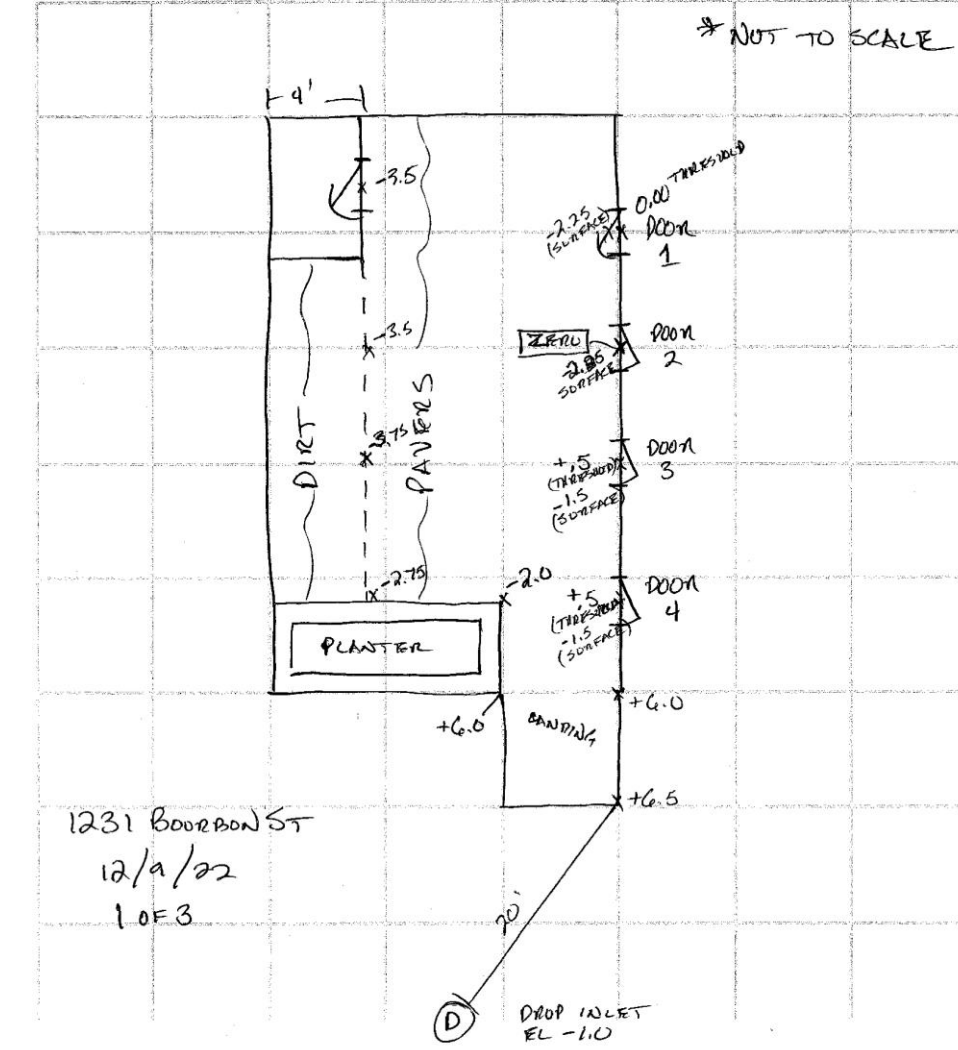 * NOT TO SCALE
4'
-3.5
0.00 THRESHOLD
-2.25
(SURFACE)
DOOR
1
-3.5
ZERO
DOOR
2
SURFACE
DIRT
PAVERS
-3.75
+.5
(THRESHOLD)
-1.5
(SURFACE)
DOOR
3
-2.75
-2.0
+.5
(THRESHOLD)
-1.5
(SURFACE)
DOOR
4
PLANTER
+6.0
LANDING
+6.0
+6.5
1231 BOURBON ST
12/9/22
1 OF 3
20'
D
DROP INLET
EL -1.0